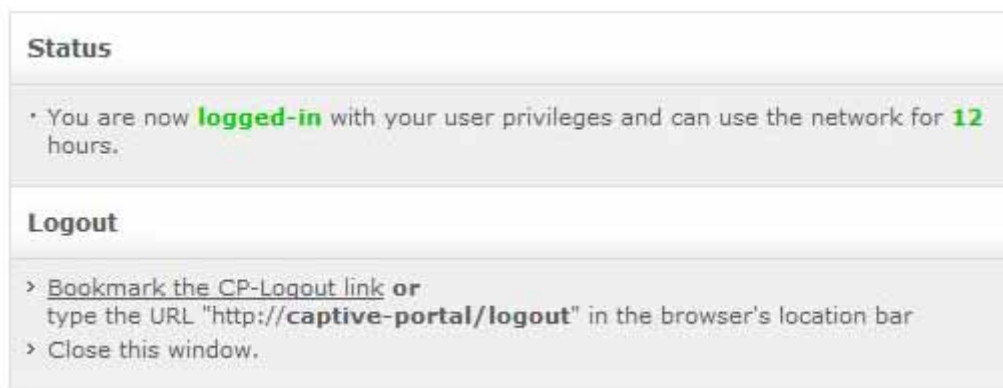 Status
· You are now logged-in with your user privileges and can use the network for 12
hours.
Logout
> Bookmark the CP-Logout link or
type the URL "http://captive-portal/logout" in the browser's location bar
> Close this window.